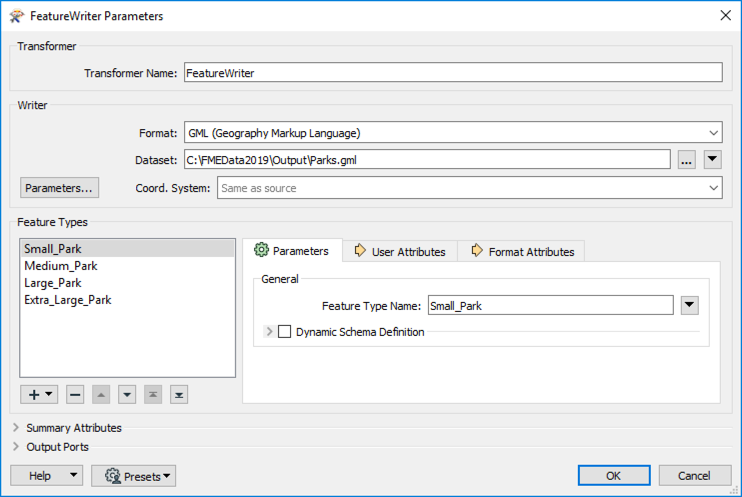 FeatureWriter Parameters
Transformer
Transformer Name: FeatureWriter
Writer
Format: GML (Geography Markup Language)
Dataset: C:\FMEData2019\Output\Parks.gml ...
Parameters... Coord. System: Same as source
Feature Types
Small_Park
Medium_Park
Large_Park
Extra_Large_Park
Parameters User Attributes Format Attributes
General
Feature Type Name: Small_Park
Dynamic Schema Definition
Summary Attributes
Output Ports
Help Presets OK Cancel